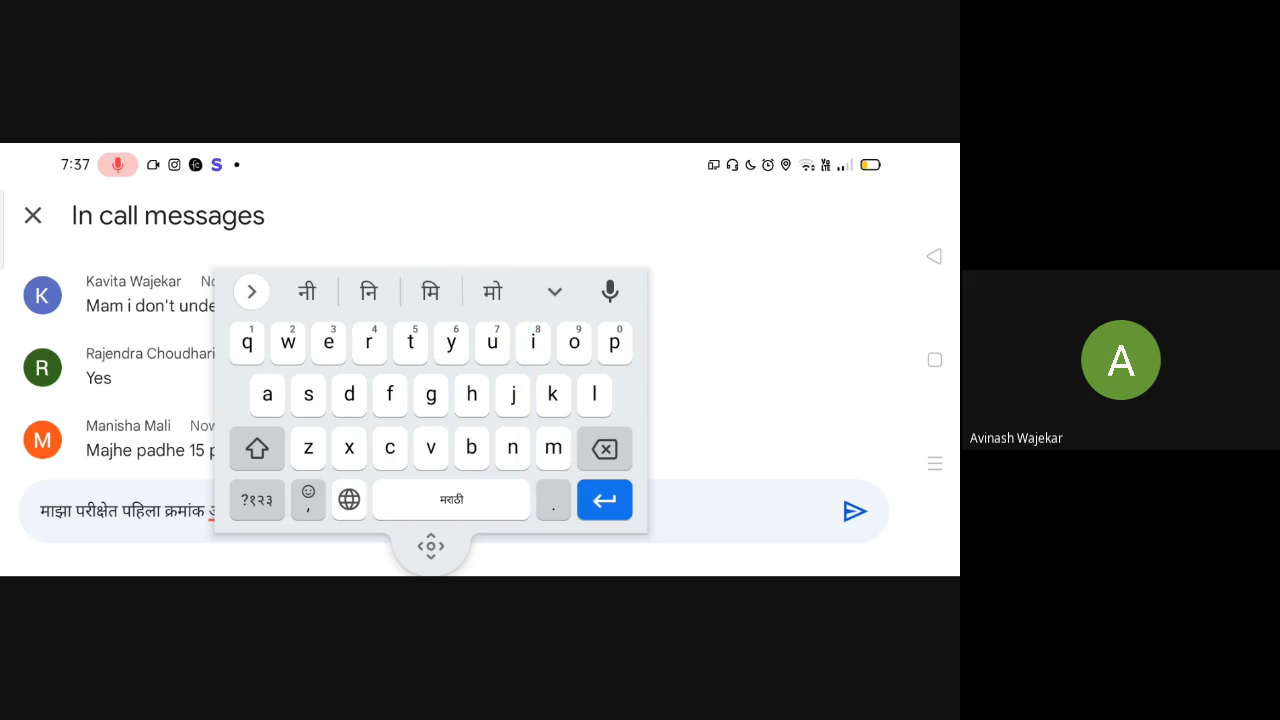 7:37
In call messages
Kavita Wajekar
Mam i don't unde
Rajendra Choudhari
Yes
Manisha Mali Now
Majhe padhe 15
माझा परीक्षेत पहिला क्रमांक
नी नि मि मो
q 1 w 2 e 3 r 4 t 5 y 6 u 7 i 8 o 9 p 0
a s d f g h j k l
z x c v b n m
?१२३ , मराठी .
K
R
M
A
Avinash Wajekar